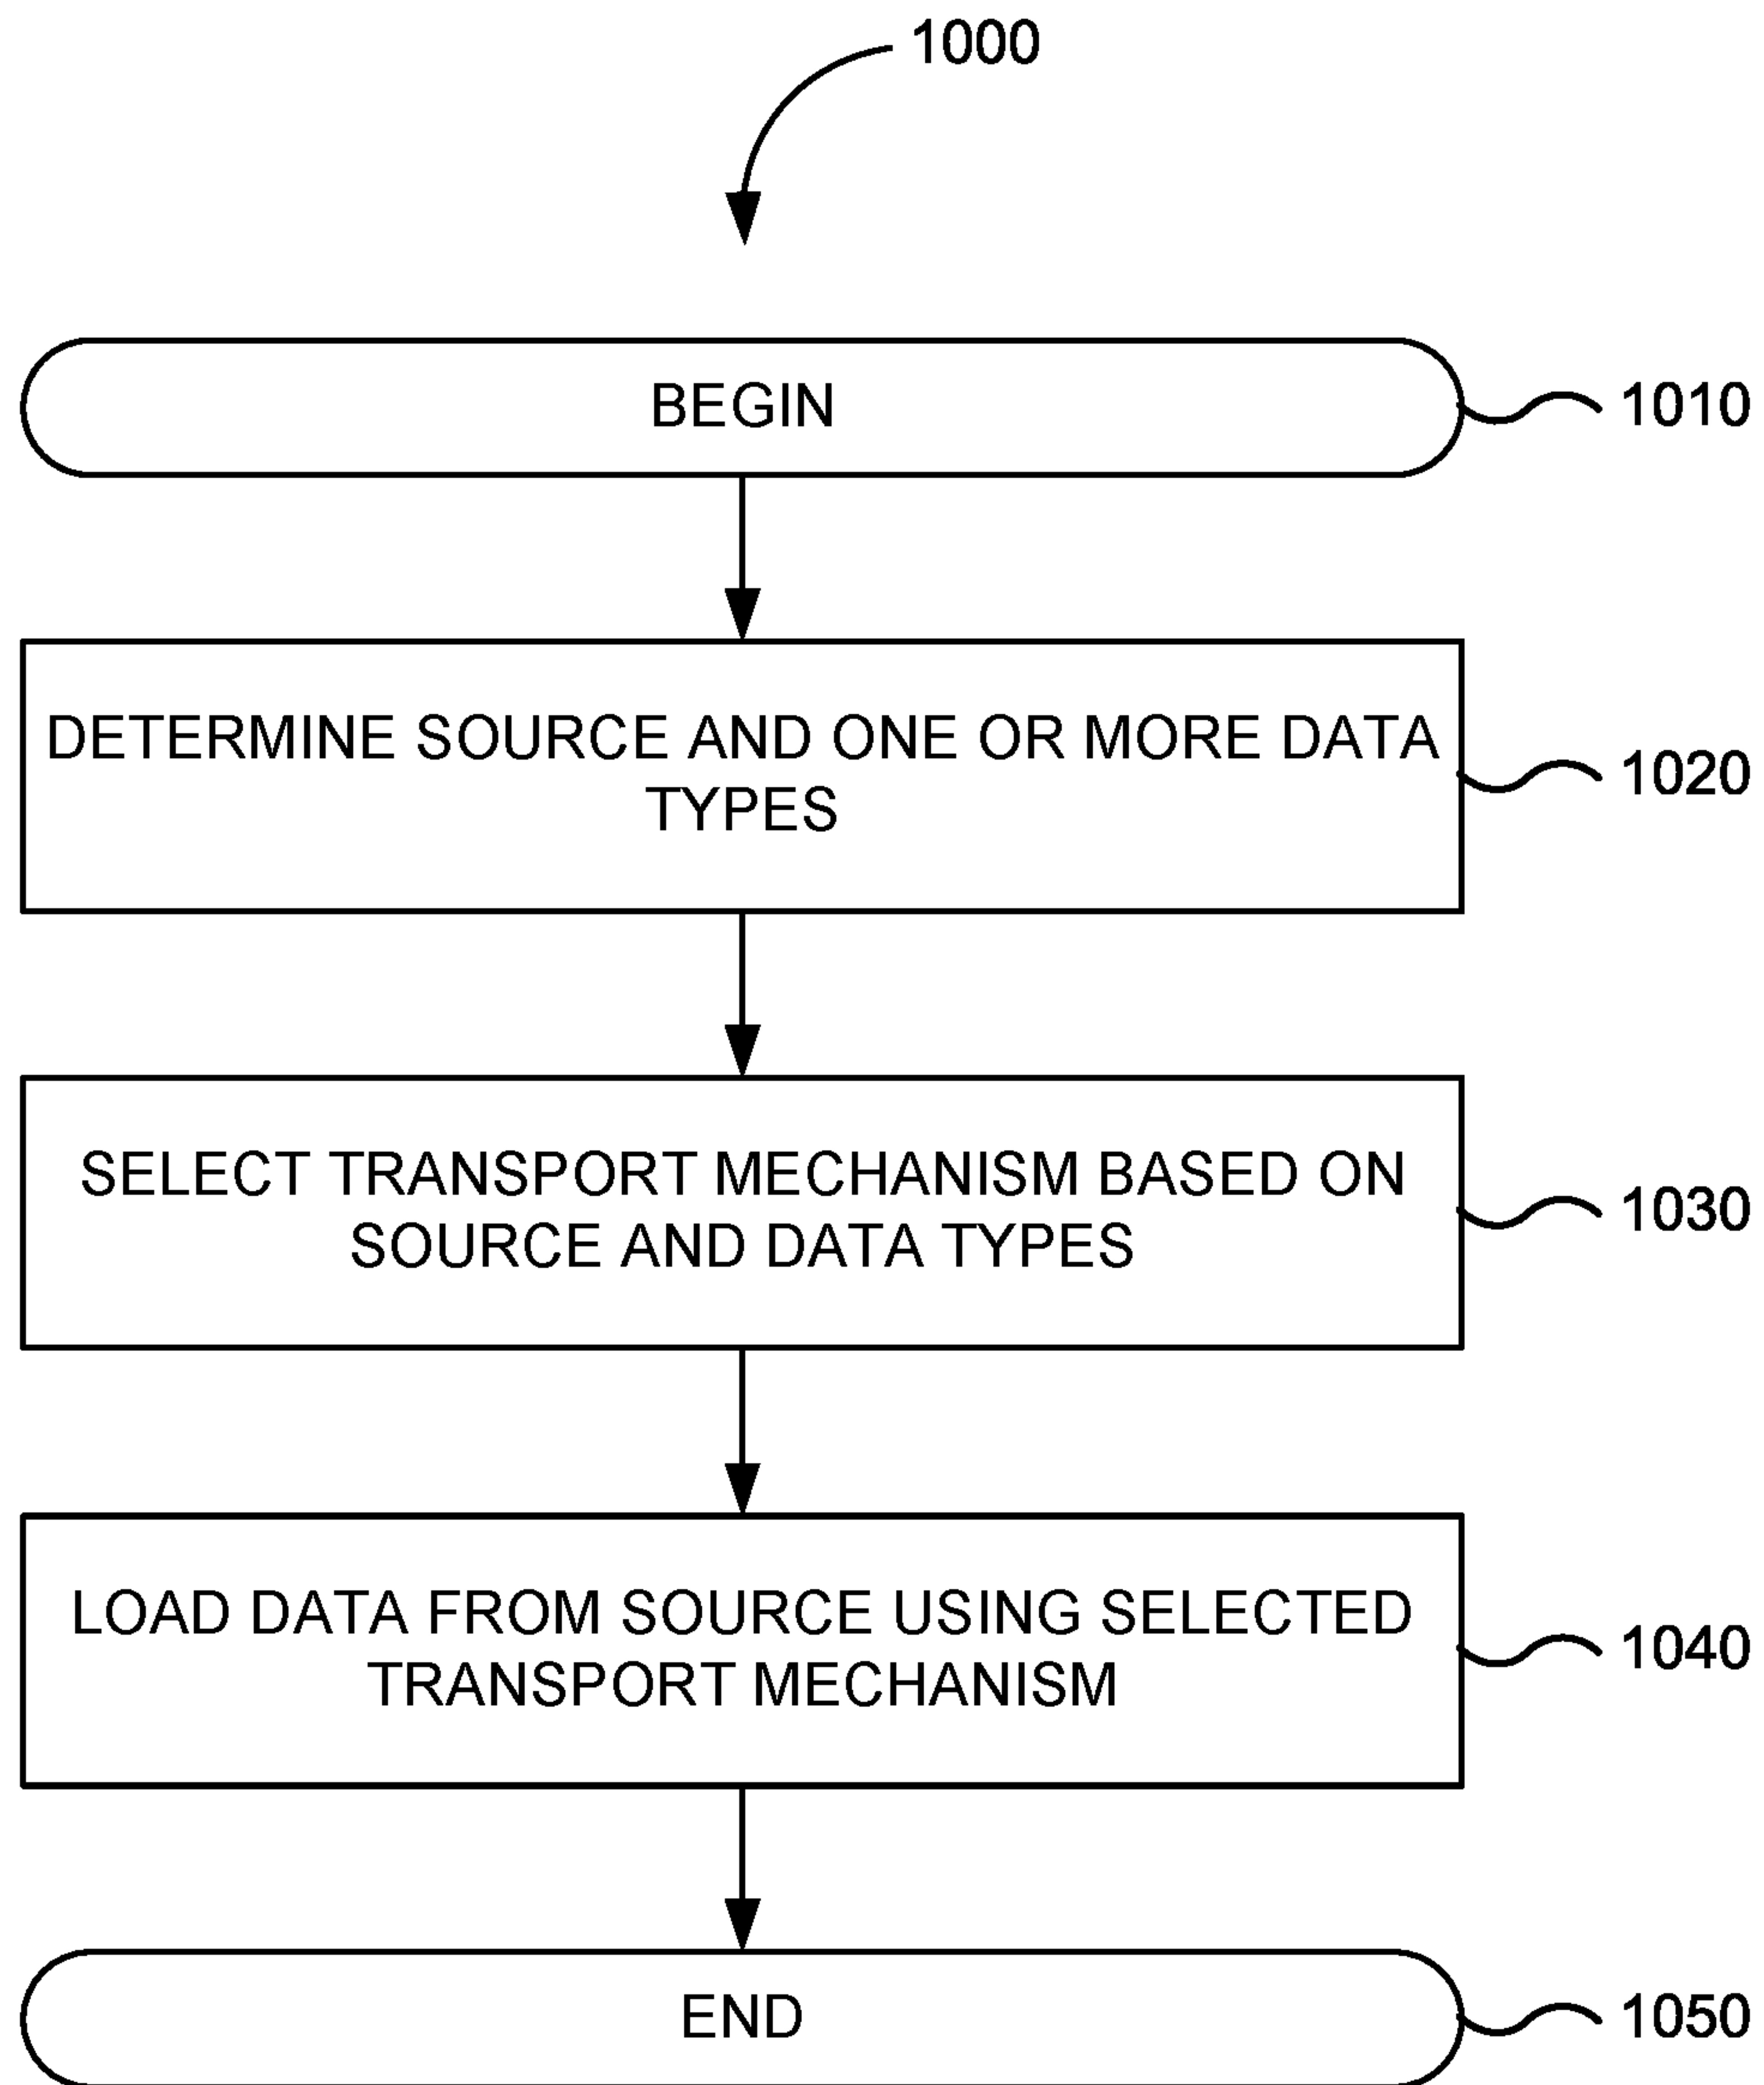 1000
BEGIN
1010
DETERMINE SOURCE AND ONE OR MORE DATA
TYPES
1020
SELECT TRANSPORT MECHANISM BASED ON
SOURCE AND DATA TYPES
1030
LOAD DATA FROM SOURCE USING SELECTED
TRANSPORT MECHANISM
1040
END
1050